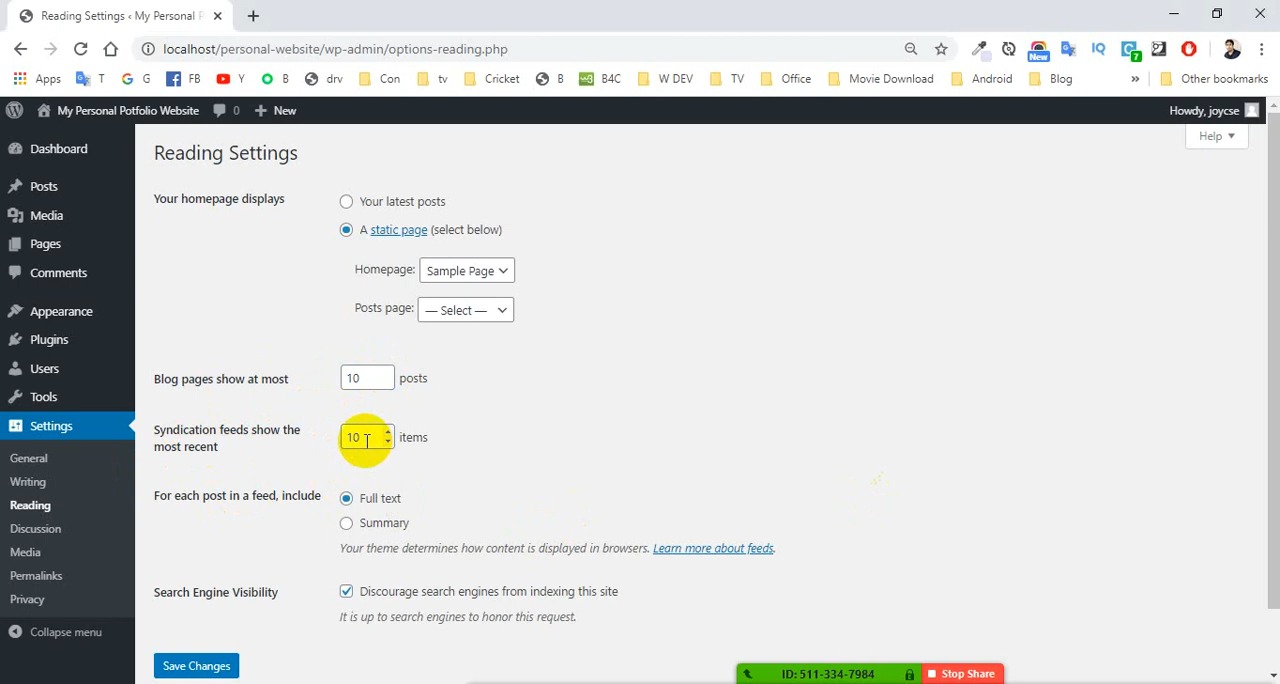 Reading Settings ‹ My Personal P
localhost/personal-website/wp-admin/options-reading.php
Apps T G FB Y B drv Con tv Cricket B B4C W DEV TV Office Movie Download Android Blog » Other bookmarks
New 7
My Personal Potfolio Website 0 New Howdy, joycse
Help
Dashboard
Posts
Media
Pages
Comments
Appearance
Plugins
Users
Tools
Settings
General
Writing
Reading
Discussion
Media
Permalinks
Privacy
Collapse menu
Reading Settings
Your homepage displays
Your latest posts
A static page (select below)
Homepage: Sample Page
Posts page: — Select —
Blog pages show at most 10 posts
Syndication feeds show the
most recent
10 items
For each post in a feed, include
Full text
Summary
Your theme determines how content is displayed in browsers. Learn more about feeds.
Search Engine Visibility
Discourage search engines from indexing this site
It is up to search engines to honor this request.
Save Changes
ID: 511-334-7984 Stop Share